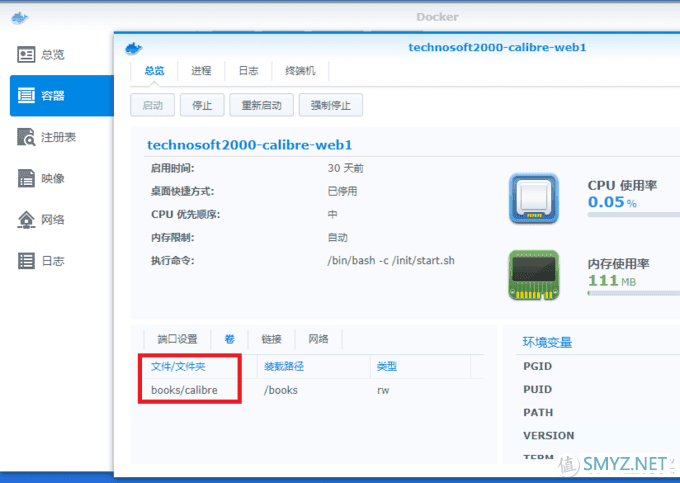 Docker
总览
容器
注册表
映像
网络
日志
technosoft2000-calibre-web1
总览 进程 日志 终端机
启动 停止 重新启动 强制停止
technosoft2000-calibre-web1
启用时间: 30 天前
桌面快捷方式: 已停用
CPU 优先顺序: 中
内存限制: 自动
执行命令: /bin/bash -c /init/start.sh
CPU 使用率
0.05 %
内存使用率
111 MB
端口设置 卷 链接 网络
文件/文件夹 装载路径 类型
books/calibre /books rw
环境变量
PGID
PUID
PATH
VERSION
TERM
值 SMYZ.NET